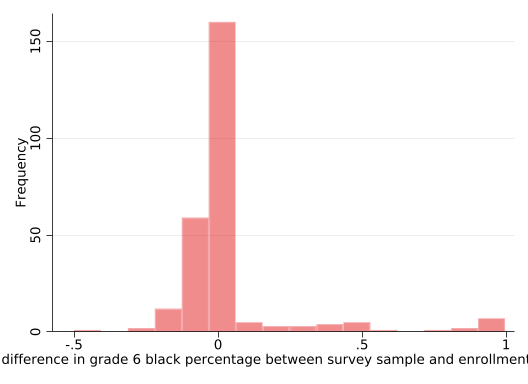 150
100
50
0
Frequency
-.5 0 .5 1
difference in grade 6 black percentage between survey sample and enrollment